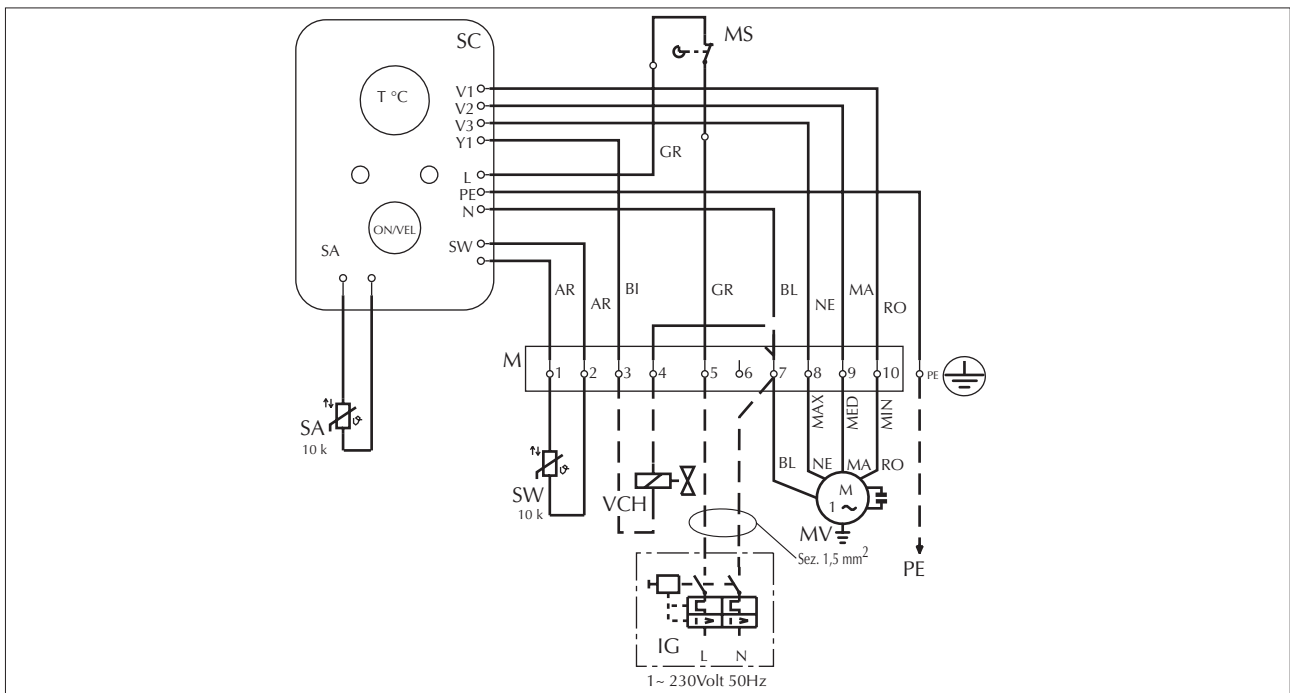 SC
MS
T °C
V1
V2
V3
Y1
GR
L
PE
N
ON/VEL
SW
SA
AR
AR
BI
GR
BL
NE
MA
RO
M
1 2 3 4 5 6 7 8 9 10 PE
MAX
MED
MIN
SA
10 k
BL NE MA RO
SW
10 k
VCH
M
1 ~
MV
Sez. 1,5 mm²
PE
IG
L N
1~ 230Volt 50Hz